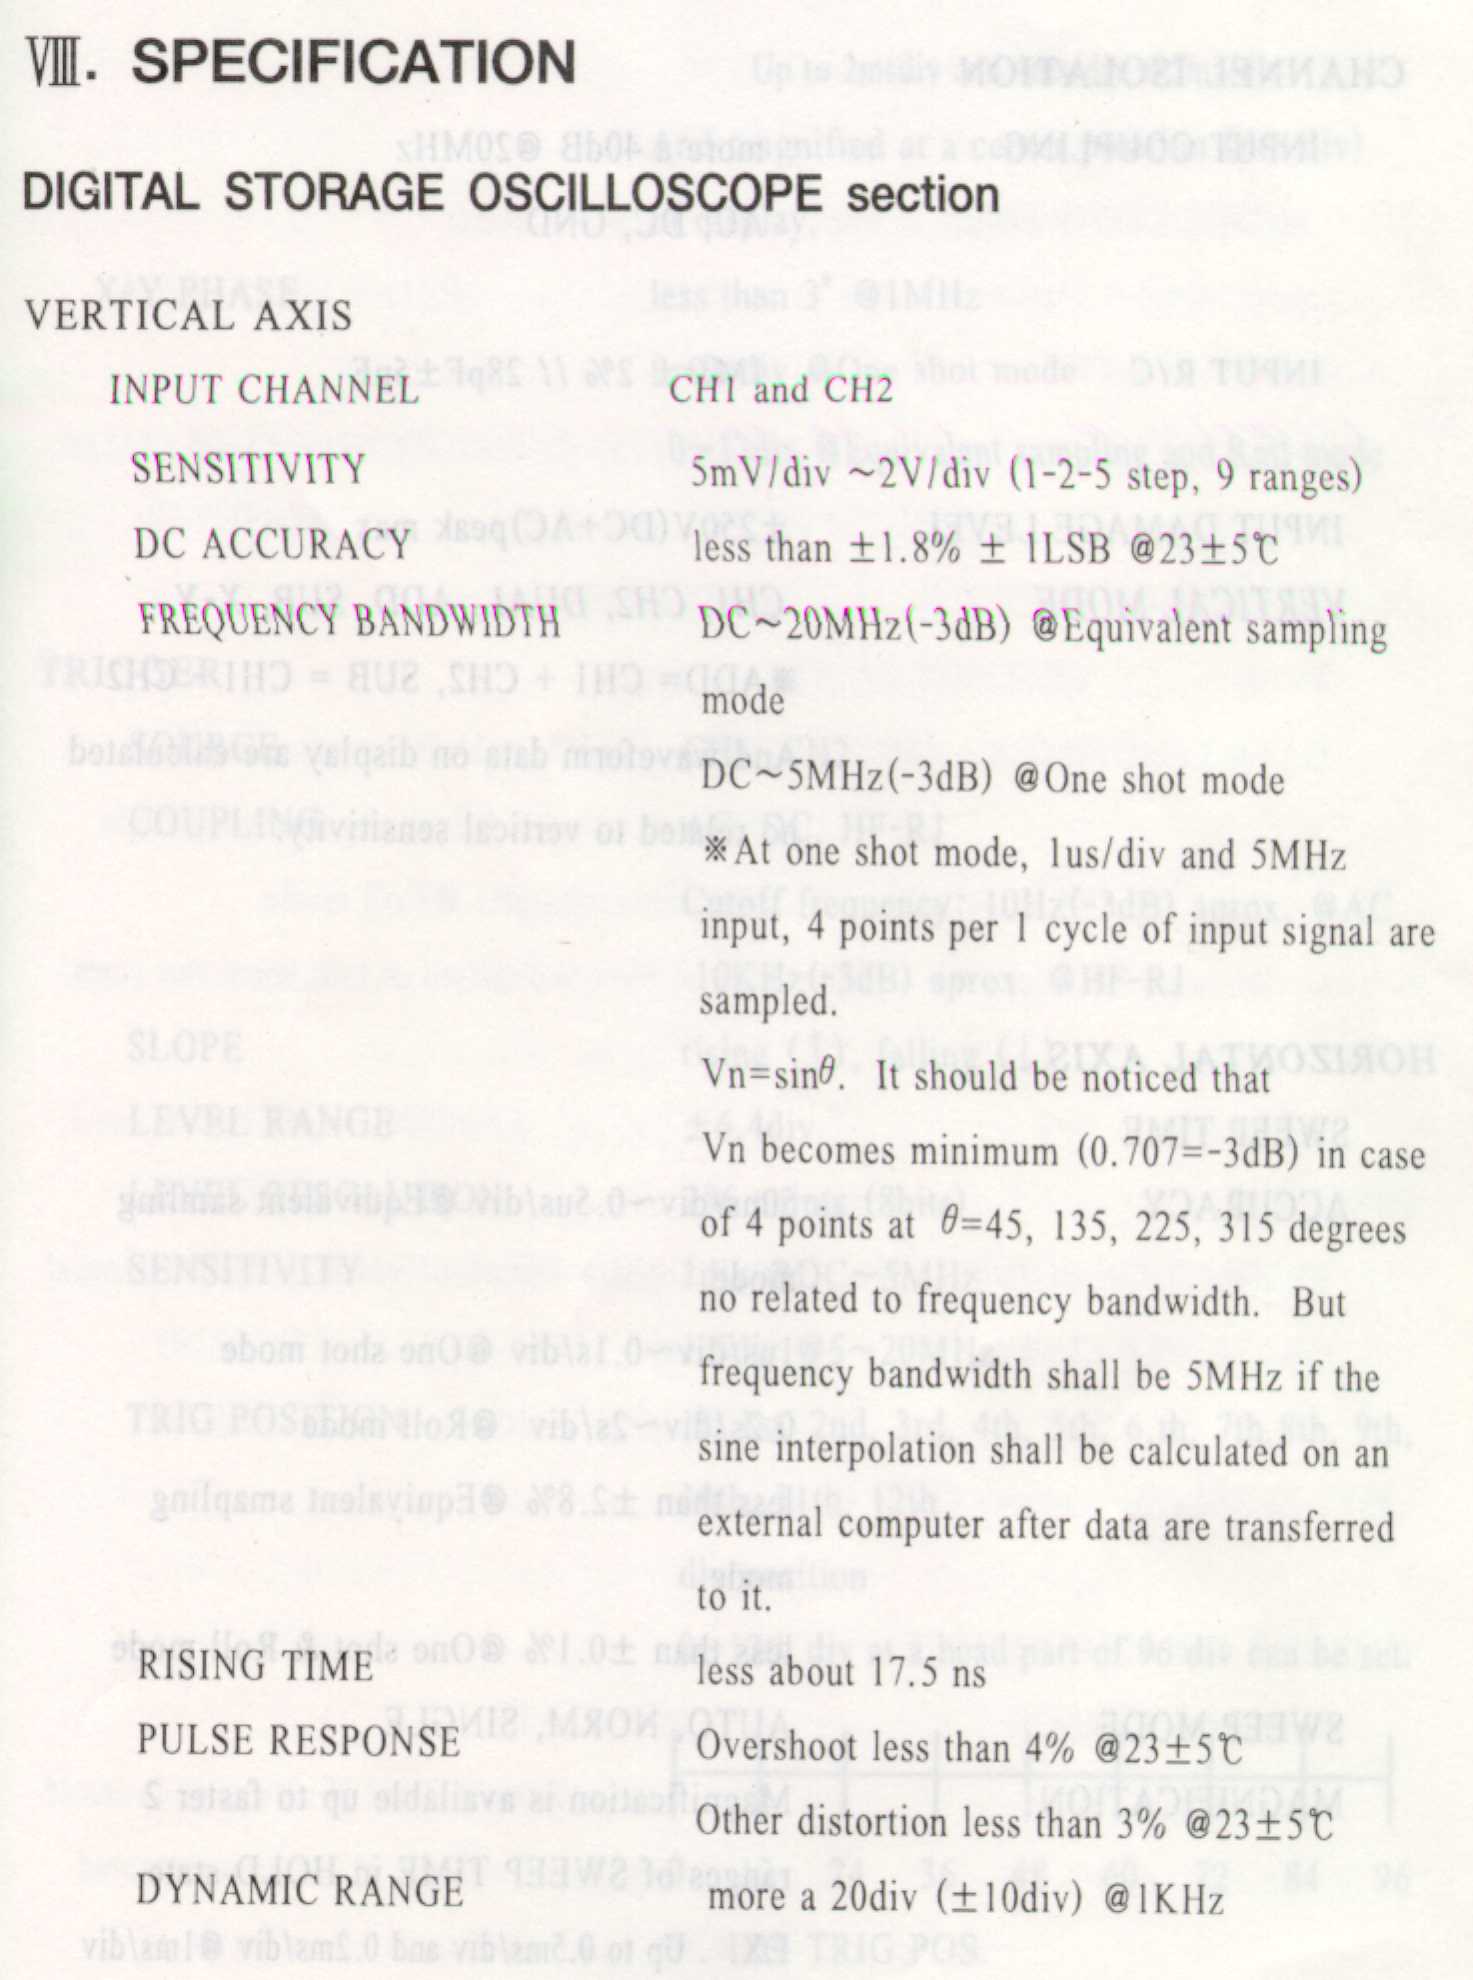 Ⅷ. SPECIFICATION
DIGITAL STORAGE OSCILLOSCOPE section
VERTICAL AXIS
INPUT CHANNEL CH1 and CH2
SENSITIVITY 5mV/div ~2V/div (1-2-5 step, 9 ranges)
DC ACCURACY less than ±1.8% ± 1LSB @23±5℃
FREQUENCY BANDWIDTH DC~20MHz(-3dB) @Equivalent sampling
mode
DC~5MHz(-3dB) @One shot mode
※At one shot mode, 1us/div and 5MHz
input, 4 points per 1 cycle of input signal are
sampled.
Vn=sinθ. It should be noticed that
Vn becomes minimum (0.707=-3dB) in case
of 4 points at θ=45, 135, 225, 315 degrees
no related to frequency bandwidth. But
frequency bandwidth shall be 5MHz if the
sine interpolation shall be calculated on an
external computer after data are transferred
to it.
RISING TIME less about 17.5 ns
PULSE RESPONSE Overshoot less than 4% @23±5℃
Other distortion less than 3% @23±5℃
DYNAMIC RANGE more a 20div (±10div) @1KHz